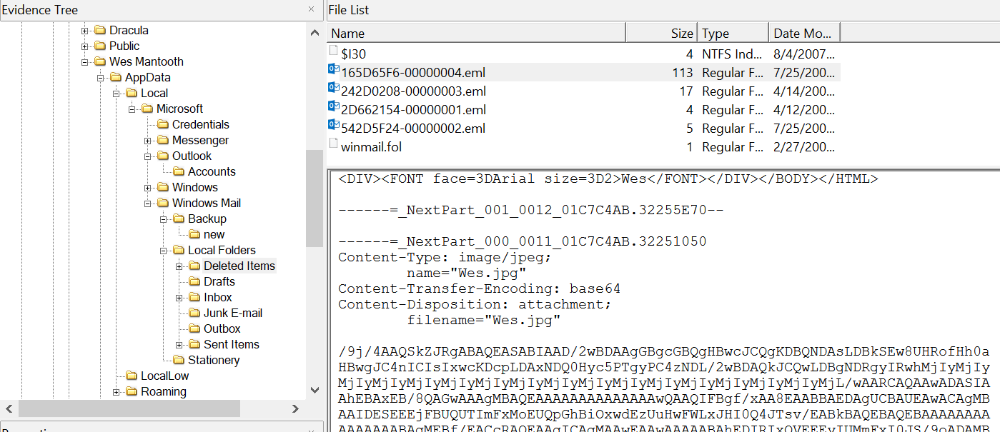 Evidence Tree
Dracula
Public
Wes Mantooth
AppData
Local
Microsoft
Credentials
Messenger
Outlook
Accounts
Windows
Windows Mail
Backup
new
Local Folders
Deleted Items
Drafts
Inbox
Junk E-mail
Outbox
Sent Items
Stationery
LocalLow
Roaming
File List
Name Size Type Date Mo...
$I30 4 NTFS Ind... 8/4/2007...
165D65F6-00000004.eml 113 Regular F... 7/25/200...
242D0208-00000003.eml 17 Regular F... 4/14/200...
2D662154-00000001.eml 4 Regular F... 4/12/200...
542D5F24-00000002.eml 5 Regular F... 7/25/200...
winmail.fol 1 Regular F... 2/27/200...
<DIV><FONT face=3DArial size=3D2>Wes</FONT></DIV></BODY></HTML>
------=_NextPart_001_0012_01C7C4AB.32255E70--
------=_NextPart_000_0011_01C7C4AB.32251050
Content-Type: image/jpeg;
name="Wes.jpg"
Content-Transfer-Encoding: base64
Content-Disposition: attachment;
filename="Wes.jpg"
/9j/4AAQSkZJRgABAQEASABIAAD/2wBDAAgGBgcGBQgHBwcJCQgKDBQNDAsLDBkSEw8UHRofHh0a
HBwgJC4nICIsIxwcKDcpLDAxNDQ0Hyc5PTgyPC4zNDL/2wBDAQkJCQwLDBgNDRgyIRwhMjIyMjIy
MjIyMjIyMjIyMjIyMjIyMjIyMjIyMjIyMjIyMjIyMjIyMjIyMjIyMjIyMjL/wAARCAQAAwADASIA
AhEBAxEB/8QAGwAAAgMBAQEAAAAAAAAAAAAAAAwQAAQIFBgf/xAA8EAABBAEDAgUCBAUEAwACAgMB
AAIDESEEEjFBUQUTImFxMoEUQpGhBiOxwdEzUuHwFWLxJHI0Q4JTsv/EABkBAQEBAQEBAAAAAAAA